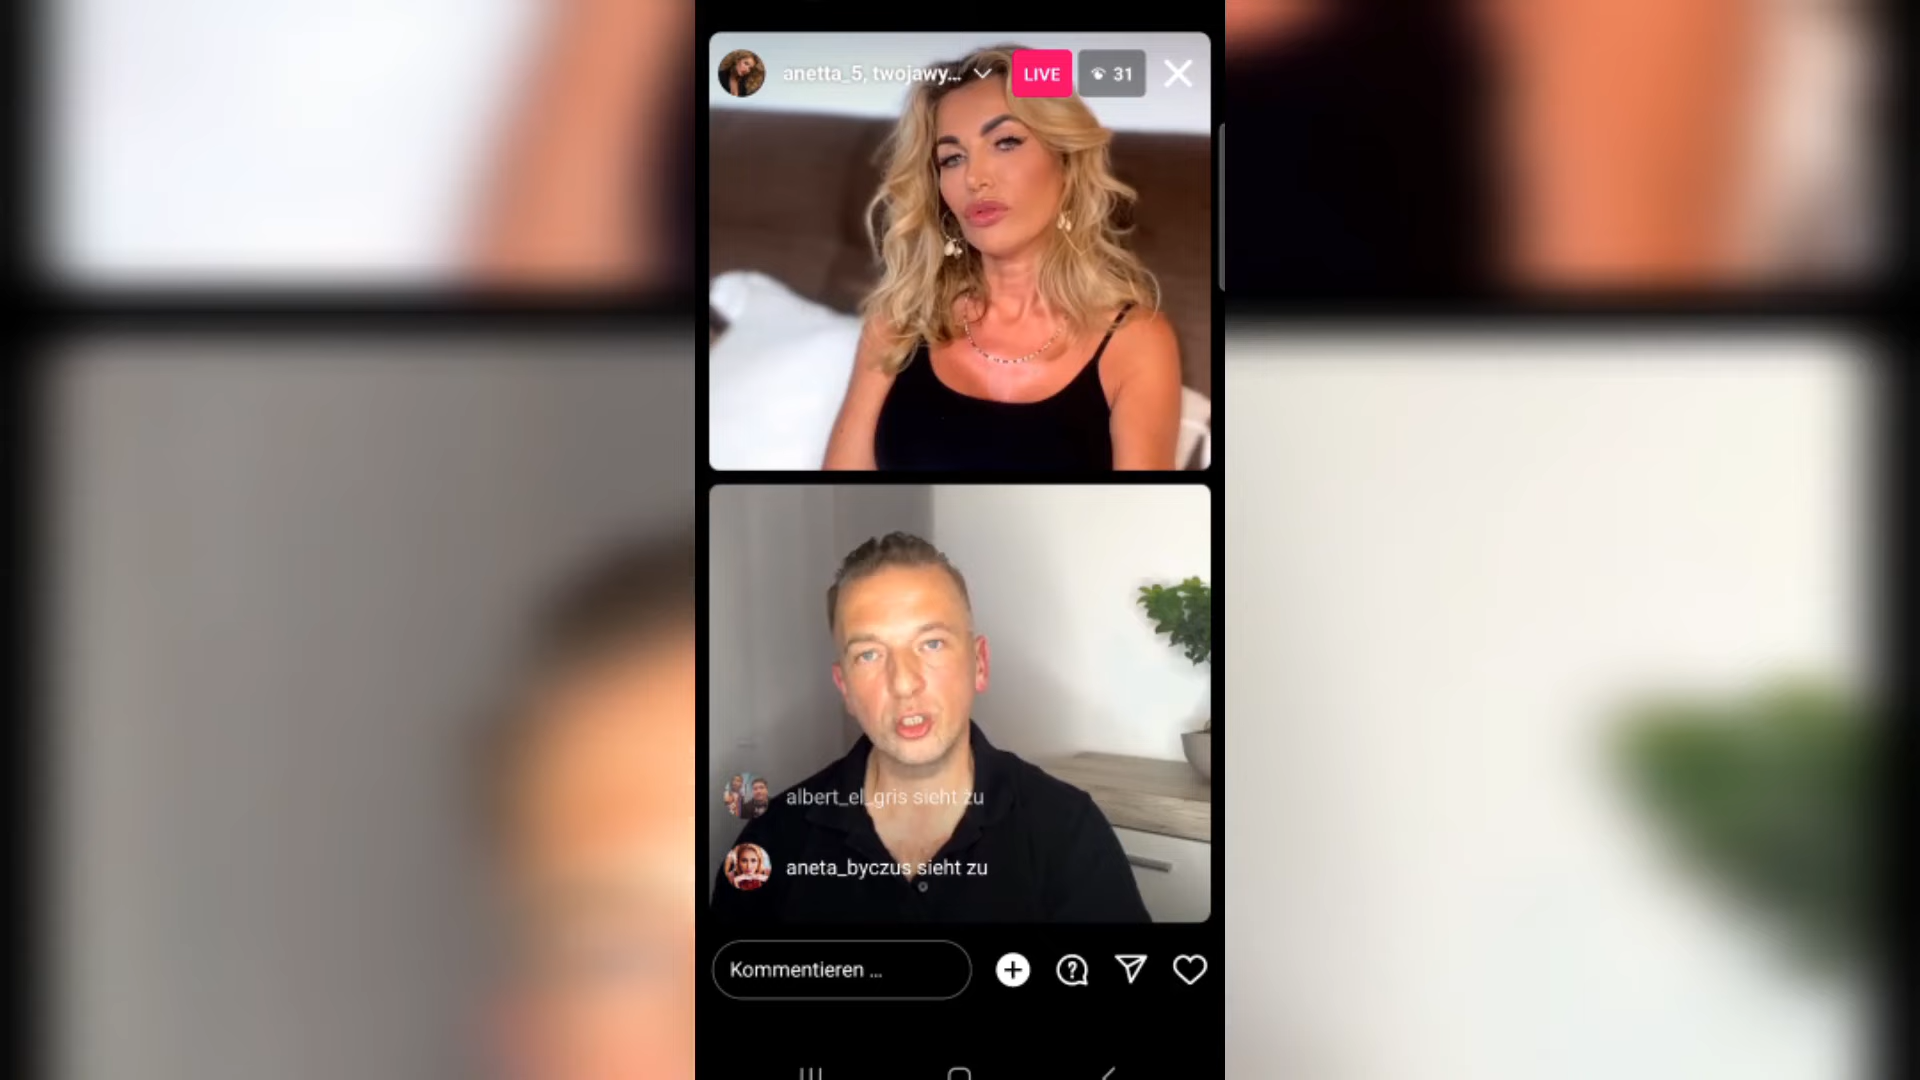 anetta_5, twojawy...
LIVE
31
albert_el_gris sieht zu
aneta_byczus sieht zu
Kommentieren ...